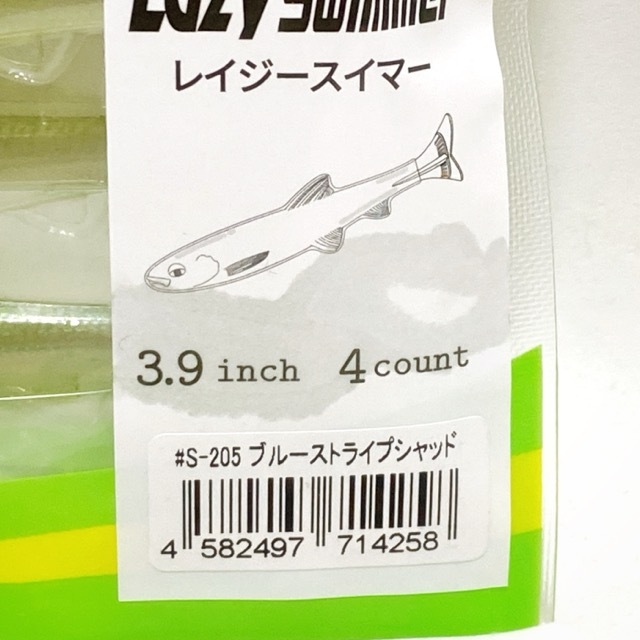 Lazy Swimmer
レイジースイマー
3.9 inch 4 count
#S-205 ブルーストライプシャッド
4 582497 714258